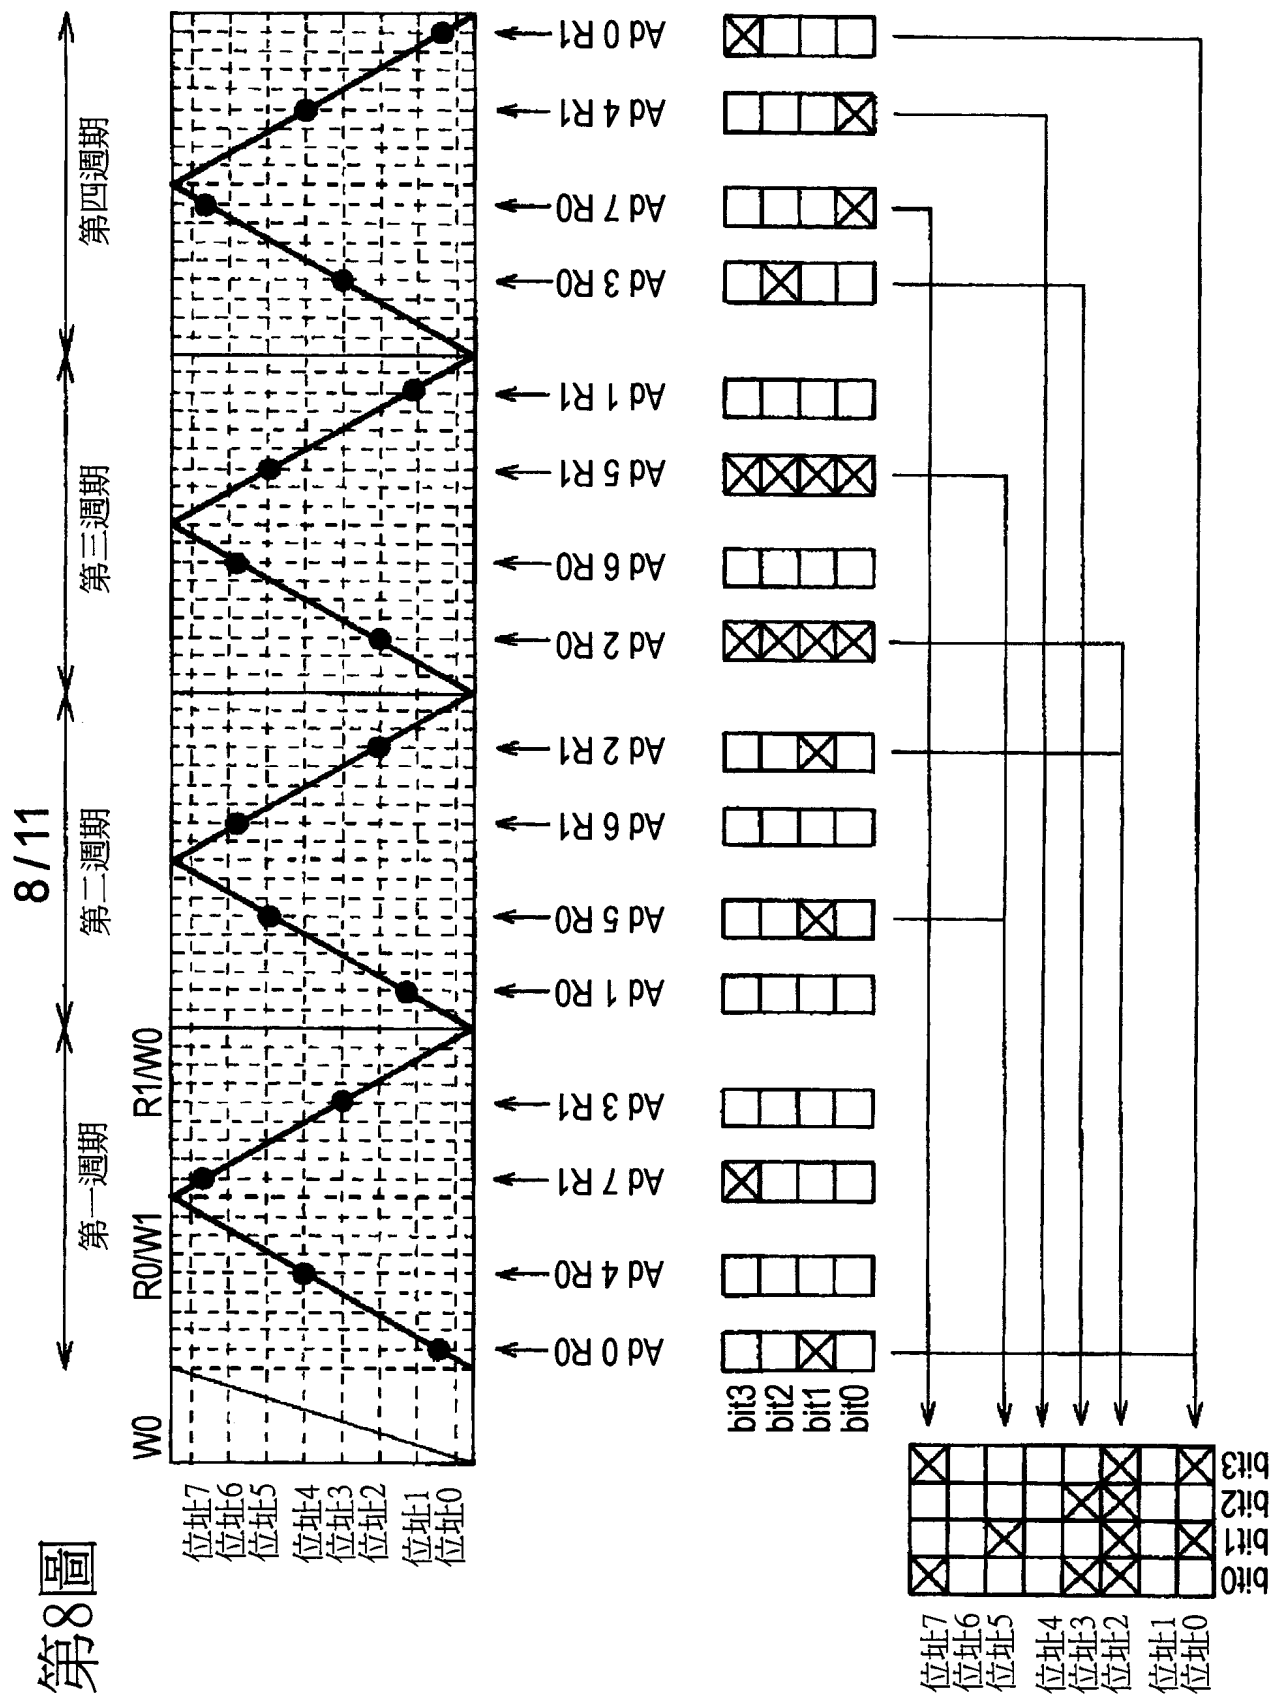 8/11
第8圖
第一週期
第二週期
第三週期
第四週期
W0
R0/W1
R1/W0
位址7
位址6
位址5
位址4
位址3
位址2
位址1
位址0
Ad 0 R0
Ad 4 R0
Ad 7 R1
Ad 3 R1
Ad 1 R0
Ad 5 R0
Ad 6 R1
Ad 2 R1
Ad 2 R0
Ad 6 R0
Ad 5 R1
Ad 1 R1
Ad 3 R0
Ad 7 R0
Ad 4 R1
Ad 0 R1
bit3
bit2
bit1
bit0
位址7
位址6
位址5
位址4
位址3
位址2
位址1
位址0
bit0
bit1
bit2
bit3